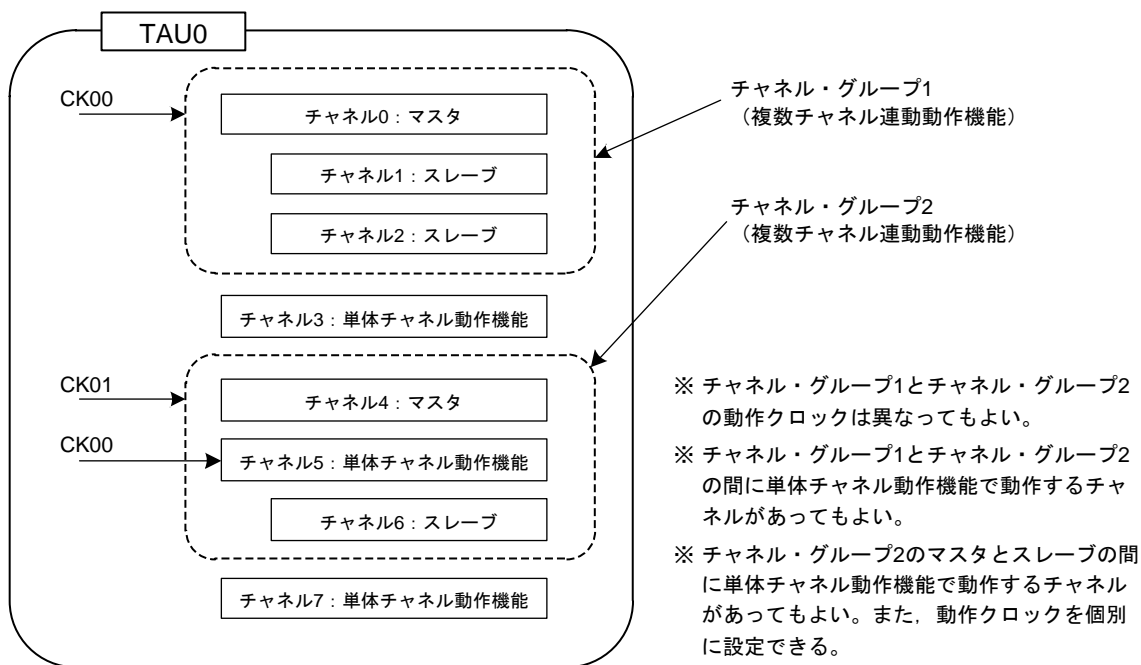 TAU0
CK00
チャネル0：マスタ
チャネル1：スレーブ
チャネル2：スレーブ
チャネル・グループ1
（複数チャネル連動動作機能）
チャネル3：単体チャネル動作機能
チャネル・グループ2
（複数チャネル連動動作機能）
CK01
チャネル4：マスタ
CK00
チャネル5：単体チャネル動作機能
チャネル6：スレーブ
チャネル7：単体チャネル動作機能
※ チャネル・グループ1とチャネル・グループ2
の動作クロックは異なってもよい。
※ チャネル・グループ1とチャネル・グループ2
の間に単体チャネル動作機能で動作するチャ
ネルがあってもよい。
※ チャネル・グループ2のマスタとスレーブの間
に単体チャネル動作機能で動作するチャネル
があってもよい。また，動作クロックを個別
に設定できる。